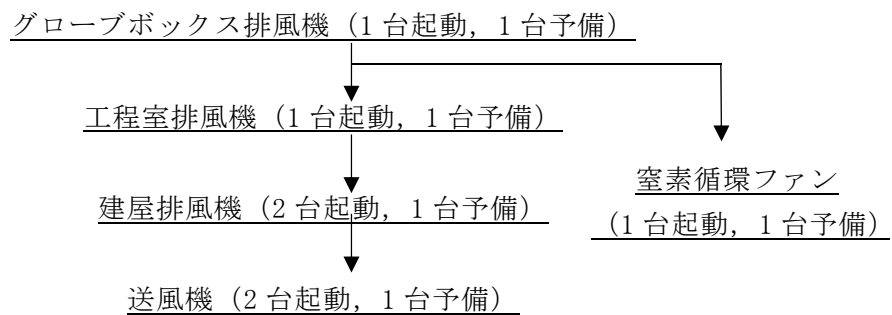 グローブボックス排風機（1 台起動，1 台予備）
工程室排風機（1 台起動，1 台予備）
建屋排風機（2 台起動，1 台予備）
送風機（2 台起動，1 台予備）
窒素循環ファン
（1 台起動，1 台予備）